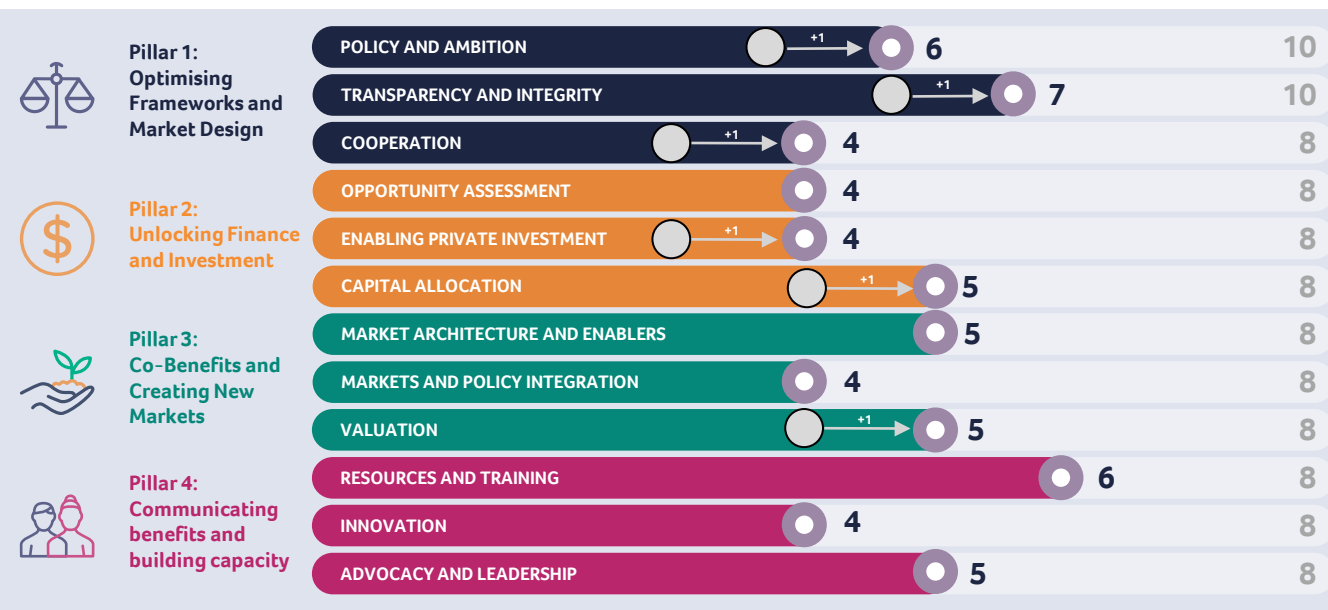 Pillar 1:
Optimising
Frameworks and
Market Design
POLICY AND AMBITION
+1
6
10
TRANSPARENCY AND INTEGRITY
+1
7
10
COOPERATION
+1
4
8
$
Pillar 2:
Unlocking Finance
and Investment
OPPORTUNITY ASSESSMENT
4
8
ENABLING PRIVATE INVESTMENT
+1
4
8
CAPITAL ALLOCATION
+1
5
8
Pillar 3:
Co-Benefits and
Creating New
Markets
MARKET ARCHITECTURE AND ENABLERS
5
8
MARKETS AND POLICY INTEGRATION
4
8
VALUATION
+1
5
8
Pillar 4:
Communicating
benefits and
building capacity
RESOURCES AND TRAINING
6
8
INNOVATION
4
8
ADVOCACY AND LEADERSHIP
5
8